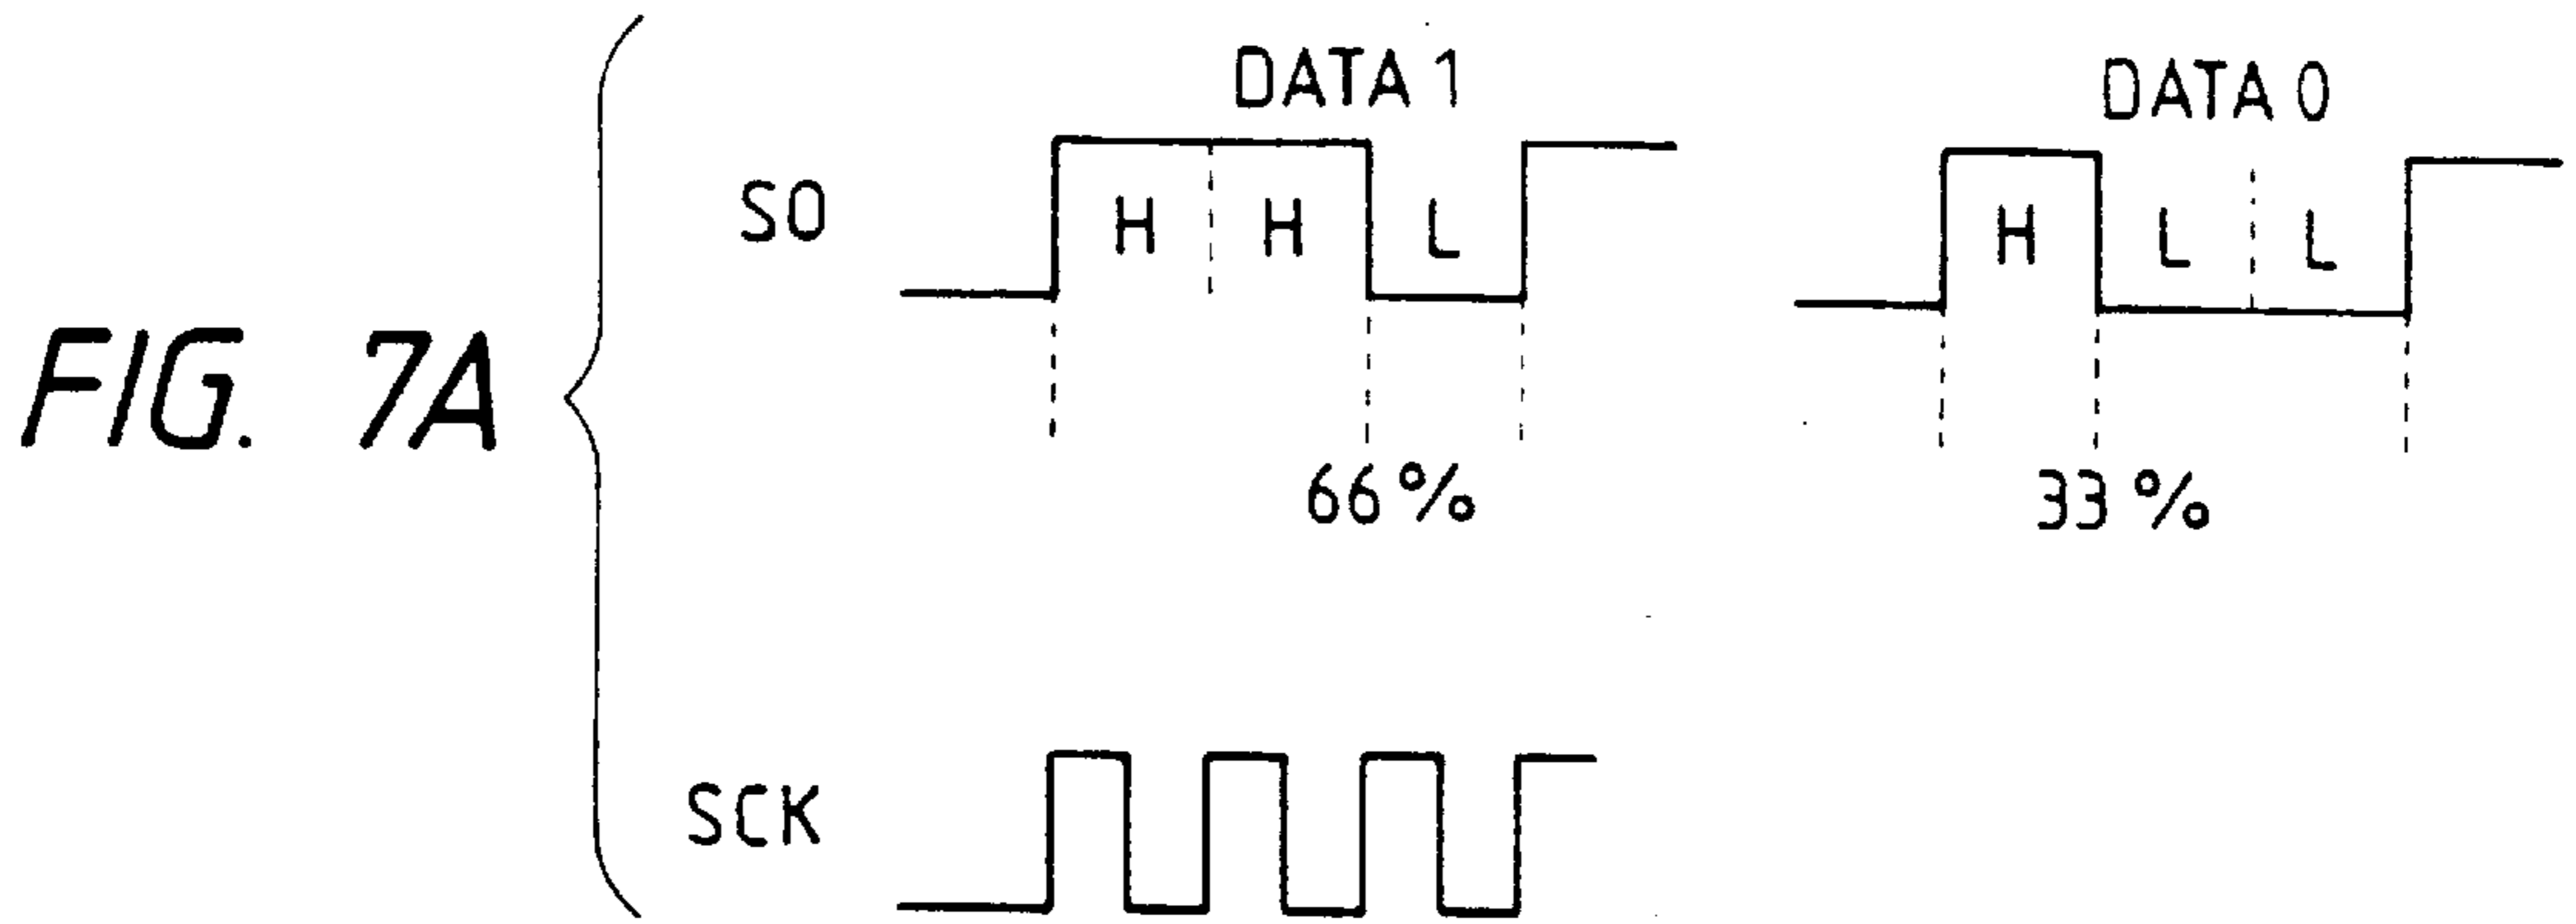 FIG. 7A
DATA 1
DATA 0
SO
H H L
H L L
66%
33%
SCK